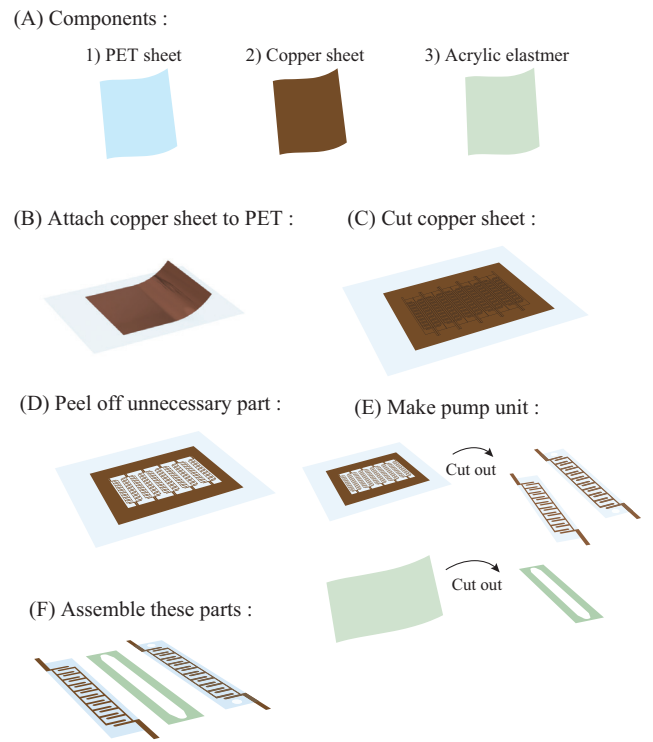 (A) Components :
1) PET sheet
2) Copper sheet
3) Acrylic elastmer
(B) Attach copper sheet to PET :
(C) Cut copper sheet :
(D) Peel off unnecessary part :
(E) Make pump unit :
Cut out
Cut out
(F) Assemble these parts :